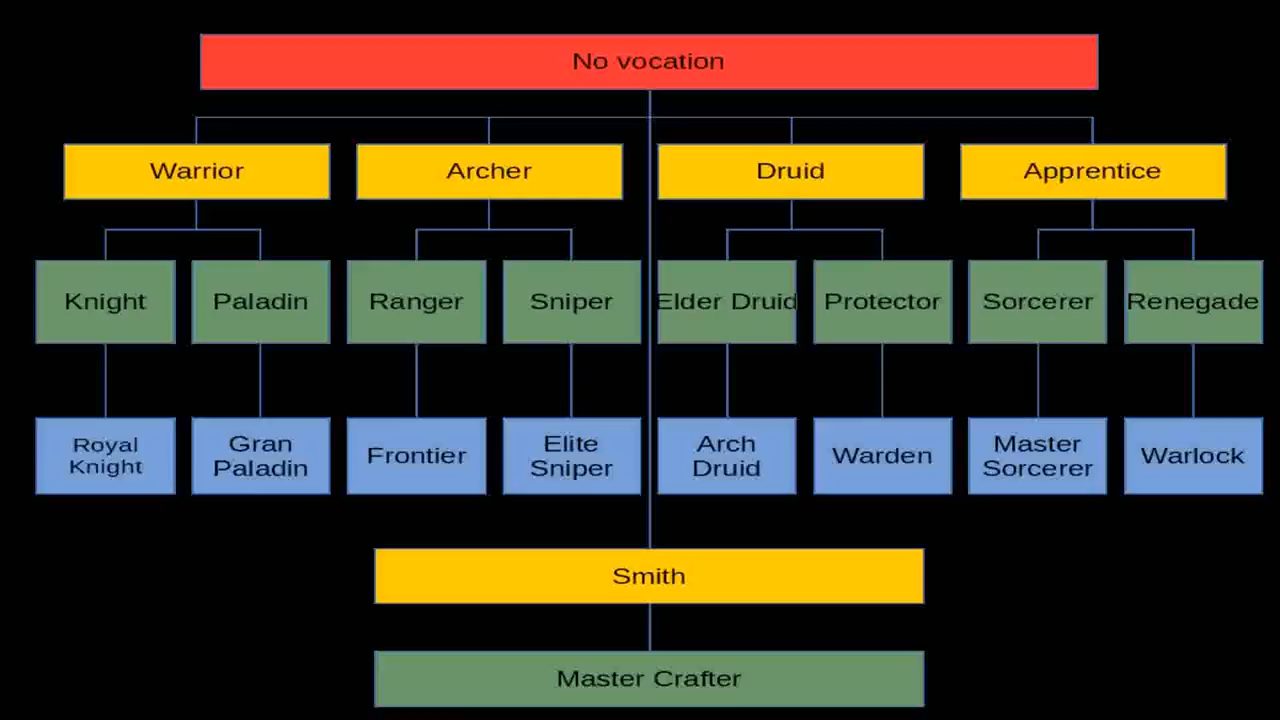 No vocation
Warrior
Archer
Druid
Apprentice
Knight
Paladin
Ranger
Sniper
Elder Druid
Protector
Sorcerer
Renegade
Royal
Knight
Gran
Paladin
Frontier
Elite
Sniper
Arch
Druid
Warden
Master
Sorcerer
Warlock
Smith
Master Crafter